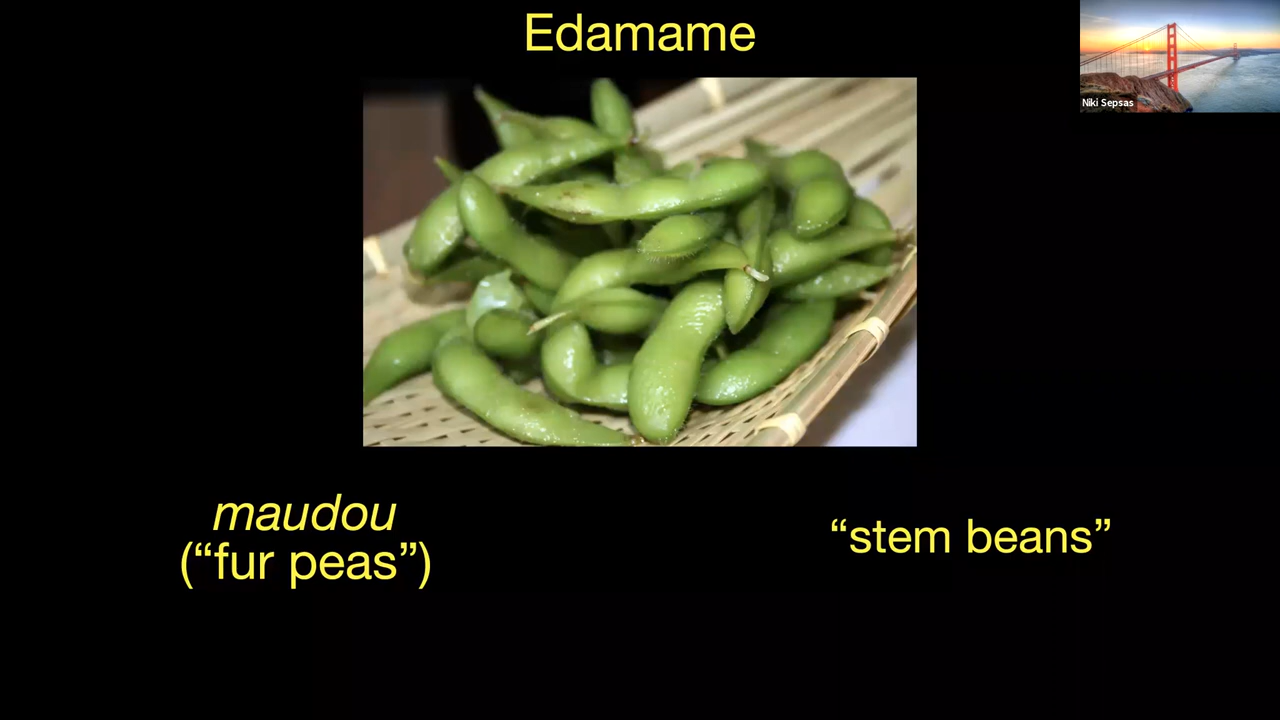 Edamame
Niki Sepsas
maudou
(“fur peas”)
“stem beans”